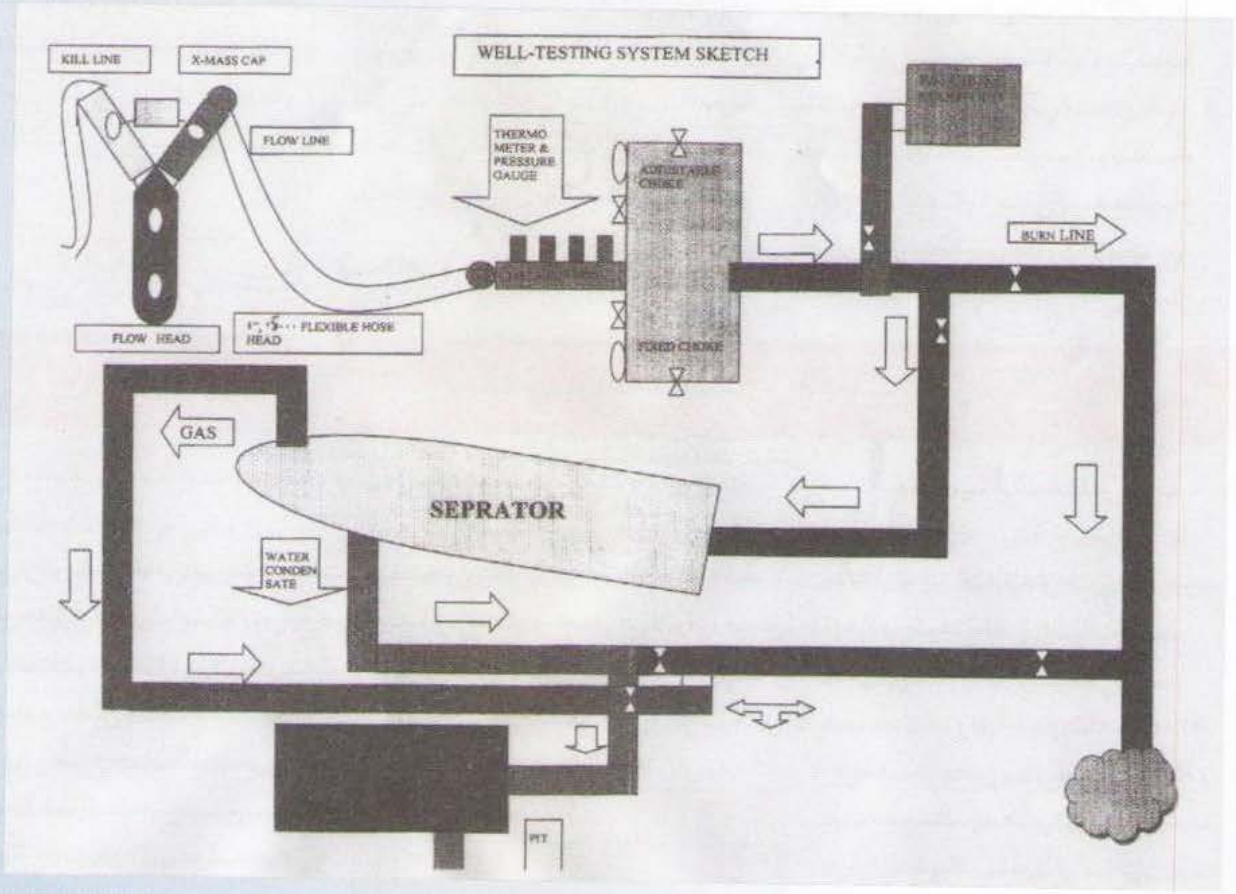 WELL-TESTING SYSTEM SKETCH
KILL LINE
X-MASS CAP
FLOW LINE
THERMO
METER &
PRESSURE
GAUGE
ADJUSTABLE
CHOKE
BURN LINE
FLOW HEAD
FLEXIBLE HOSE
HEAD
FIXED CHOKE
GAS
SEPRATOR
WATER
CONDEN
SATE
PIT